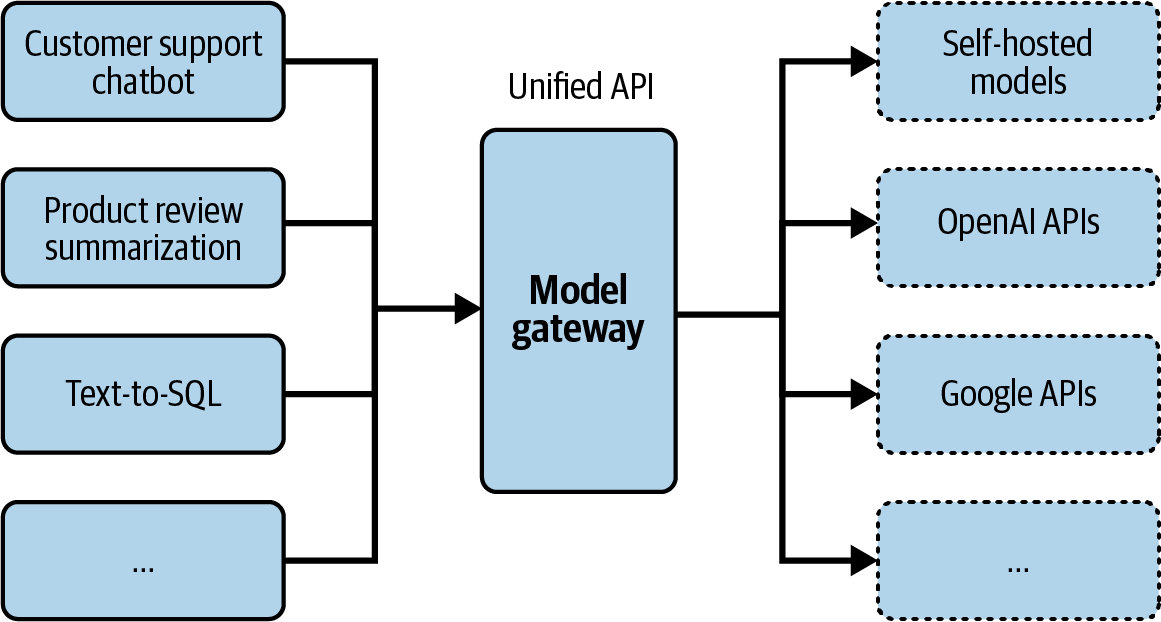 Customer support
chatbot
Product review
summarization
Text-to-SQL
...
Unified API
Model
gateway
Self-hosted
models
OpenAI APIs
Google APIs
...